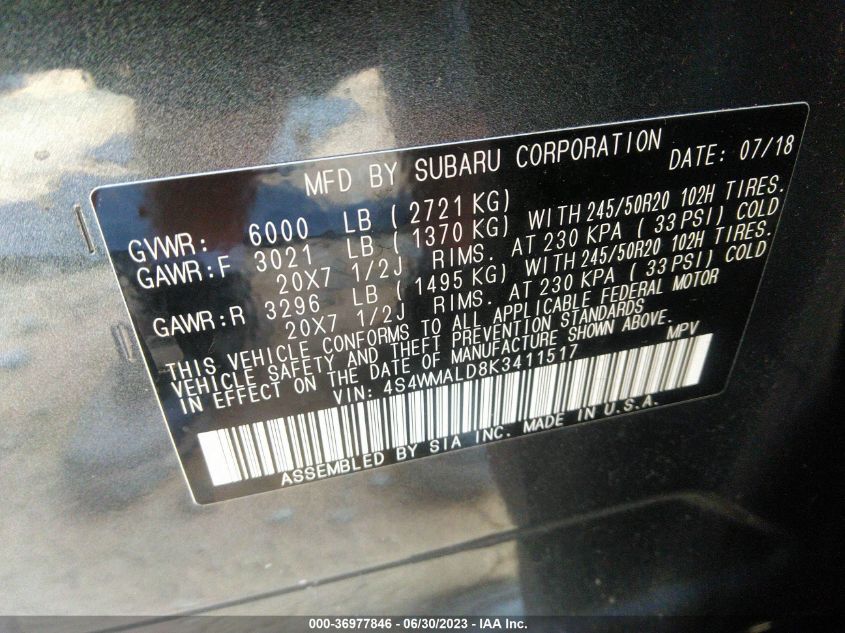 MFD BY SUBARU CORPORATION DATE: 07/18
GVWR: 6000 LB (2721 KG)
GAWR:F 3021 LB (1370 KG) WITH 245/50R20 102H TIRES.
20X7 1/2J RIMS. AT 230 KPA (33 PSI) COLD
GAWR:R 3296 LB (1495 KG) WITH 245/50R20 102H TIRES.
20X7 1/2J RIMS. AT 230 KPA (33 PSI) COLD
THIS VEHICLE CONFORMS TO ALL APPLICABLE FEDERAL MOTOR
VEHICLE SAFETY AND THEFT PREVENTION STANDARDS
IN EFFECT ON THE DATE OF MANUFACTURE SHOWN ABOVE.
VIN: 4S4WMALD8K3411517 MPV
ASSEMBLED BY SIA INC. MADE IN U.S.A.
000-36977846 - 06/30/2023 - IAA Inc.